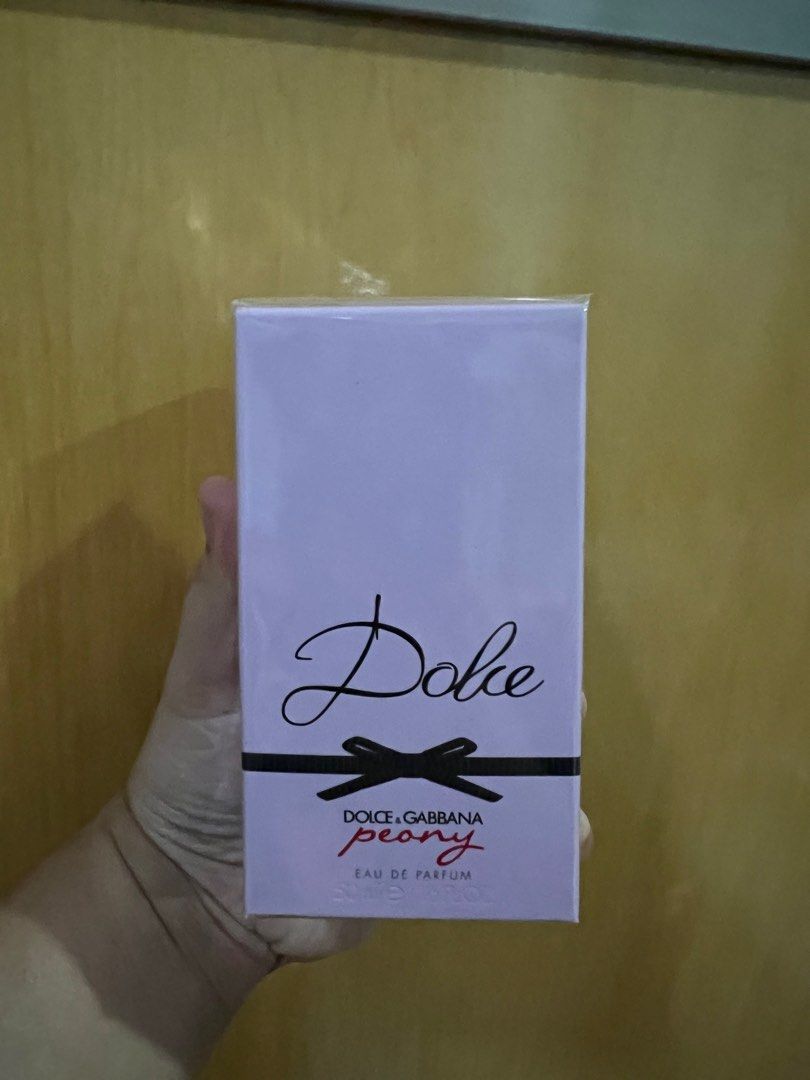 Dolce
DOLCE & GABBANA
peony
EAU DE PARFUM